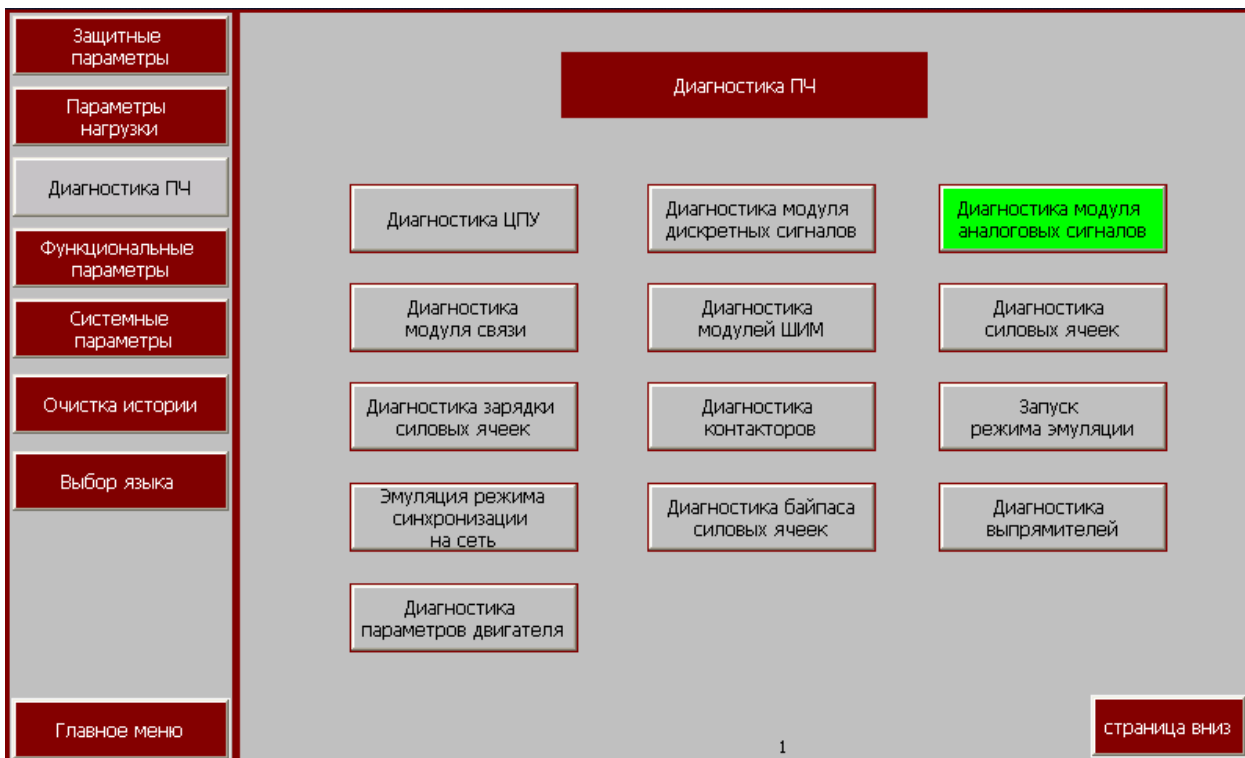 Защитные
параметры
Параметры
нагрузки
Диагностика ПЧ
Функциональные
параметры
Системные
параметры
Очистка истории
Выбор языка
Главное меню
Диагностика ПЧ
Диагностика ЦПУ
Диагностика модуля
дискретных сигналов
Диагностика модуля
аналоговых сигналов
Диагностика
модуля связи
Диагностика
модулей ШИМ
Диагностика
силовых ячеек
Диагностика зарядки
силовых ячеек
Диагностика
контакторов
Запуск
режима эмуляции
Эмуляция режима
синхронизации
на сеть
Диагностика байпаса
силовых ячеек
Диагностика
выпрямителей
Диагностика
параметров двигателя
1
страница вниз